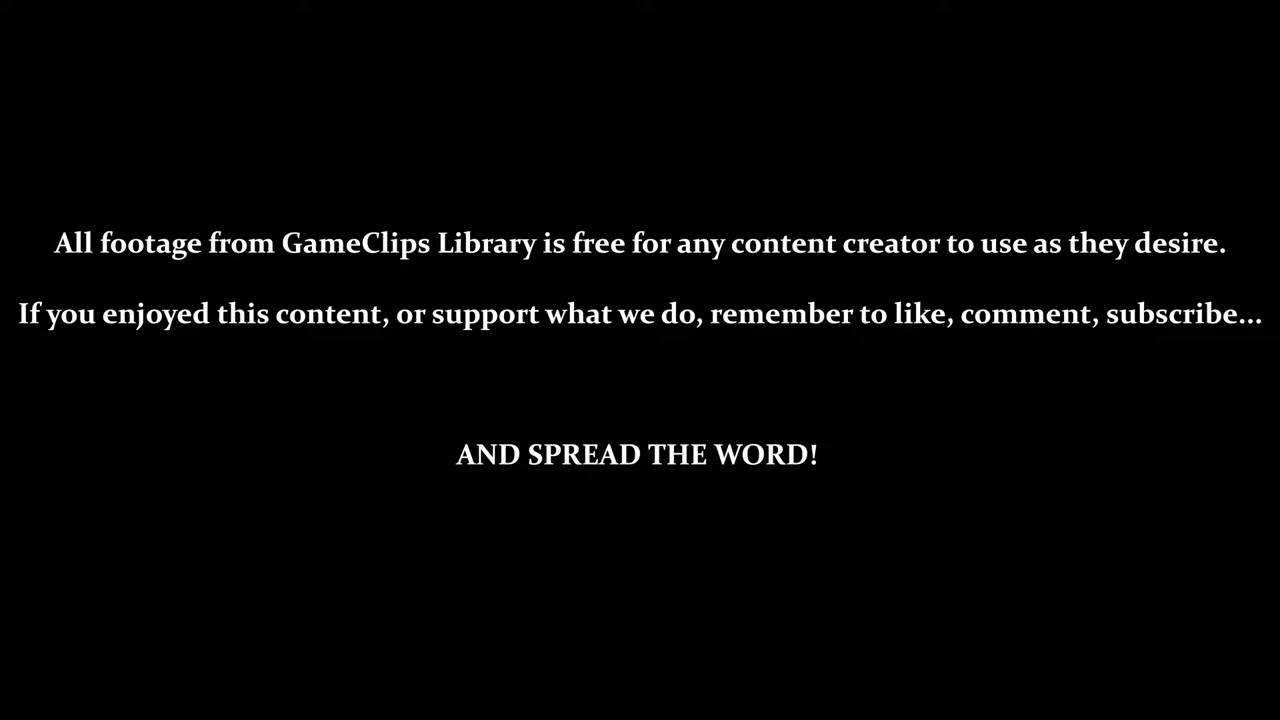 All footage from GameClips Library is free for any content creator to use as they desire.
If you enjoyed this content, or support what we do, remember to like, comment, subscribe...
AND SPREAD THE WORD!